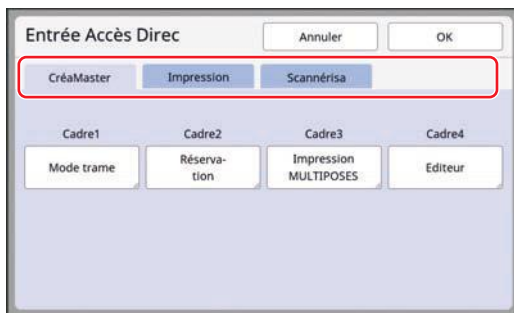 Entrée Accès Direc
Annuler
OK
CréaMaster
Impression
Scannérisa
Cadre1
Cadre2
Cadre3
Cadre4
Mode trame
Réserva-
tion
Impression
MULTIPOSES
Editeur